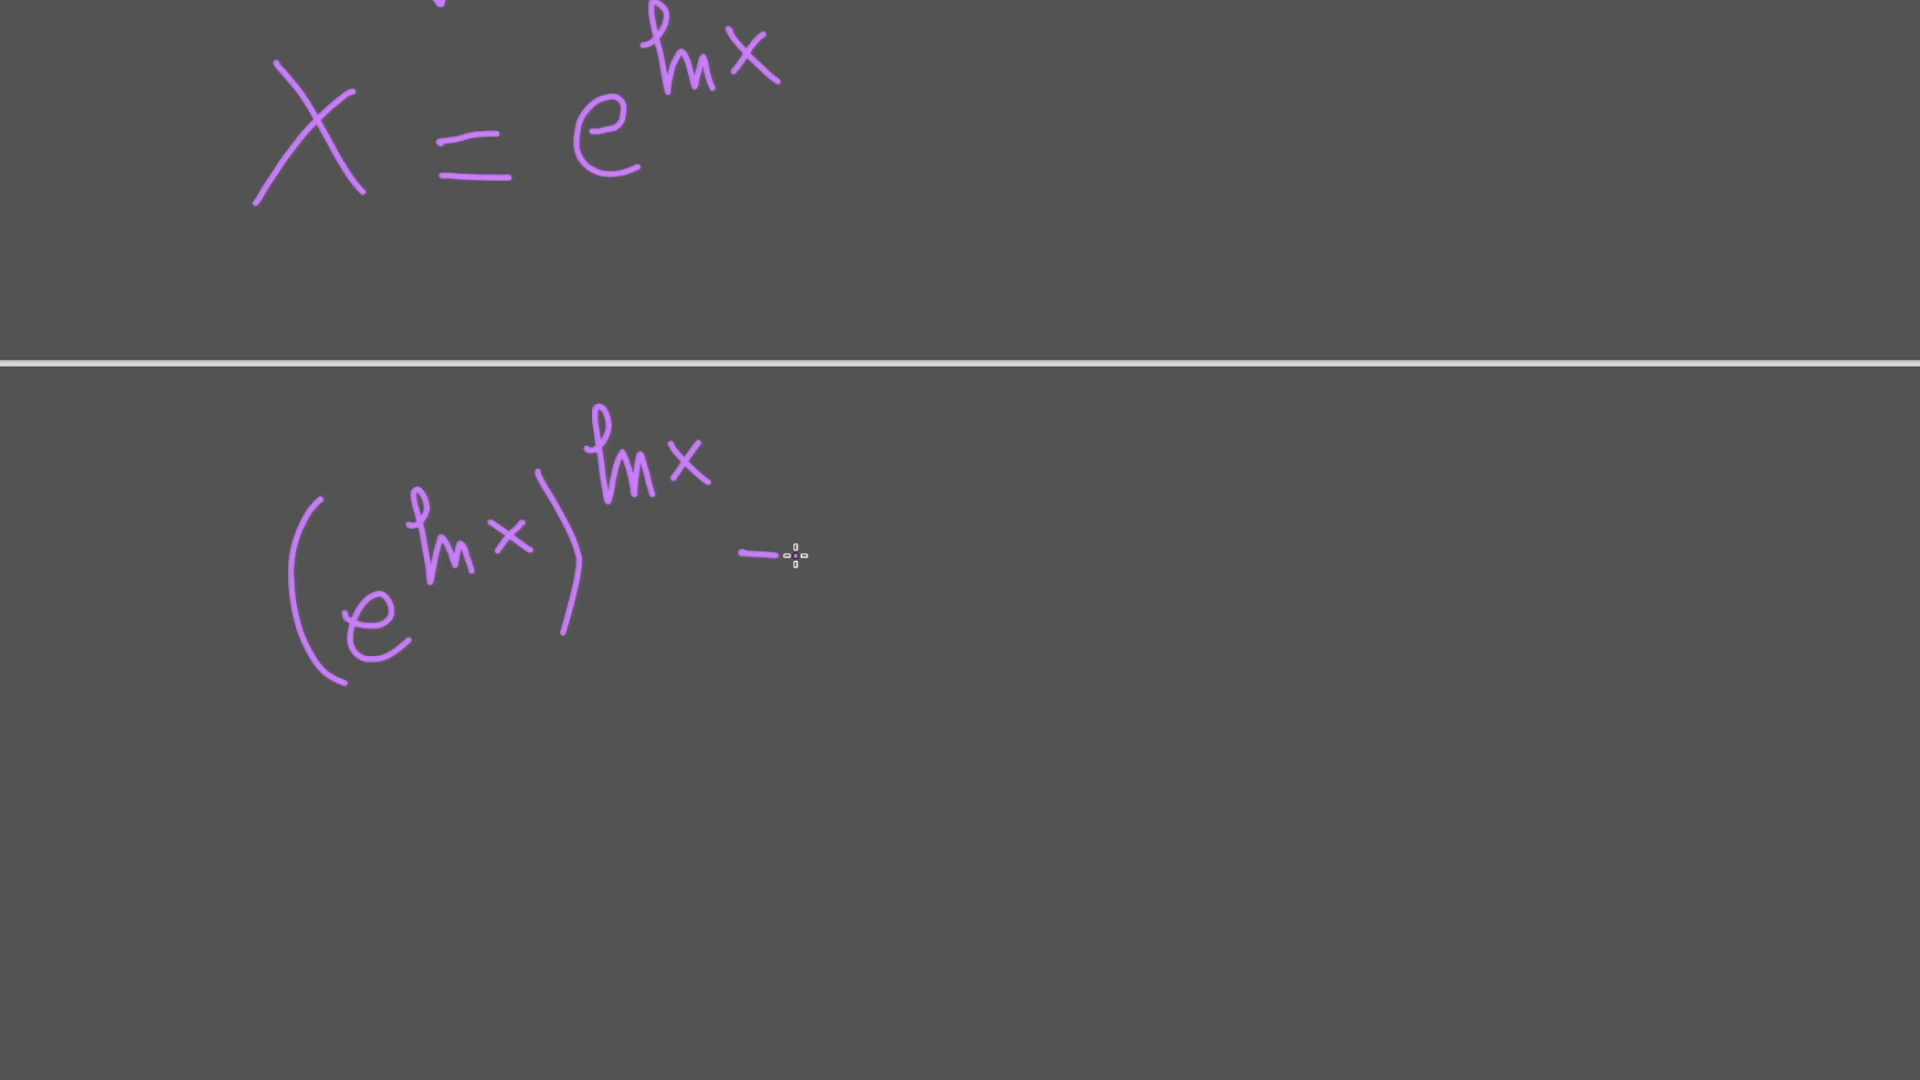 x = e^{ln x}
(e^{ln x})^{ln x} -